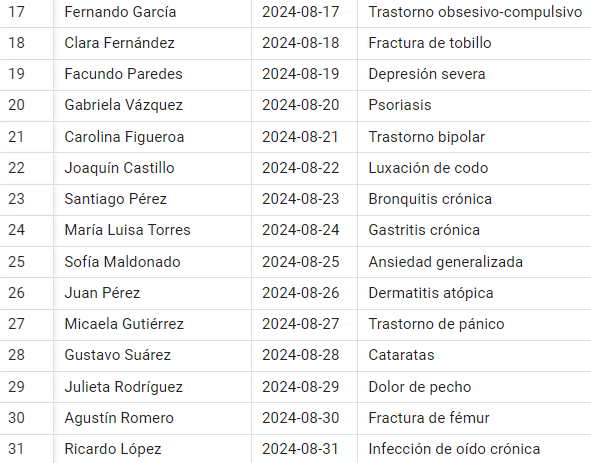 17 Fernando García 2024-08-17 Trastorno obsesivo-compulsivo
18 Clara Fernández 2024-08-18 Fractura de tobillo
19 Facundo Paredes 2024-08-19 Depresión severa
20 Gabriela Vázquez 2024-08-20 Psoriasis
21 Carolina Figueroa 2024-08-21 Trastorno bipolar
22 Joaquín Castillo 2024-08-22 Luxación de codo
23 Santiago Pérez 2024-08-23 Bronquitis crónica
24 María Luisa Torres 2024-08-24 Gastritis crónica
25 Sofía Maldonado 2024-08-25 Ansiedad generalizada
26 Juan Pérez 2024-08-26 Dermatitis atópica
27 Micaela Gutiérrez 2024-08-27 Trastorno de pánico
28 Gustavo Suárez 2024-08-28 Cataratas
29 Julieta Rodríguez 2024-08-29 Dolor de pecho
30 Agustín Romero 2024-08-30 Fractura de fémur
31 Ricardo López 2024-08-31 Infección de oído crónica